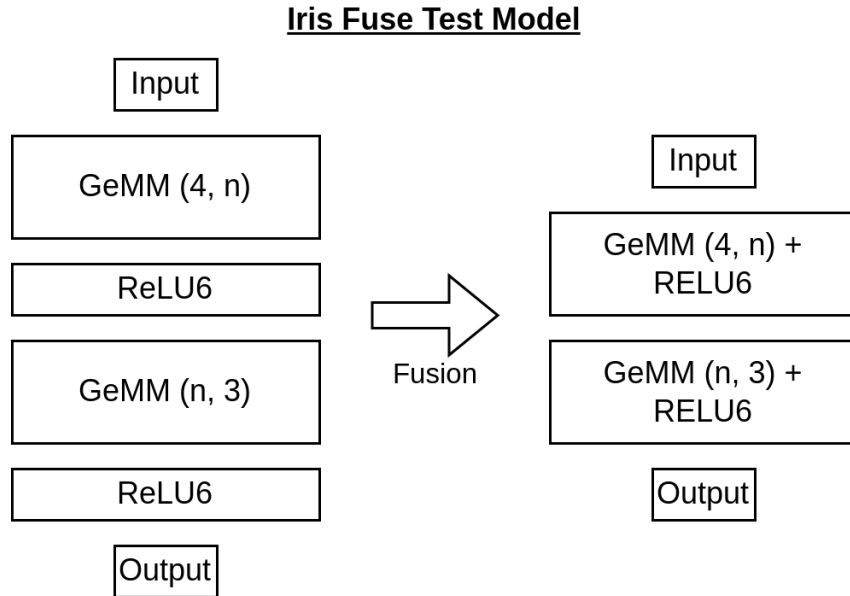 Iris Fuse Test Model
Input
GeMM (4, n)
ReLU6
GeMM (n, 3)
ReLU6
Output
Fusion
Input
GeMM (4, n) +
RELU6
GeMM (n, 3) +
RELU6
Output